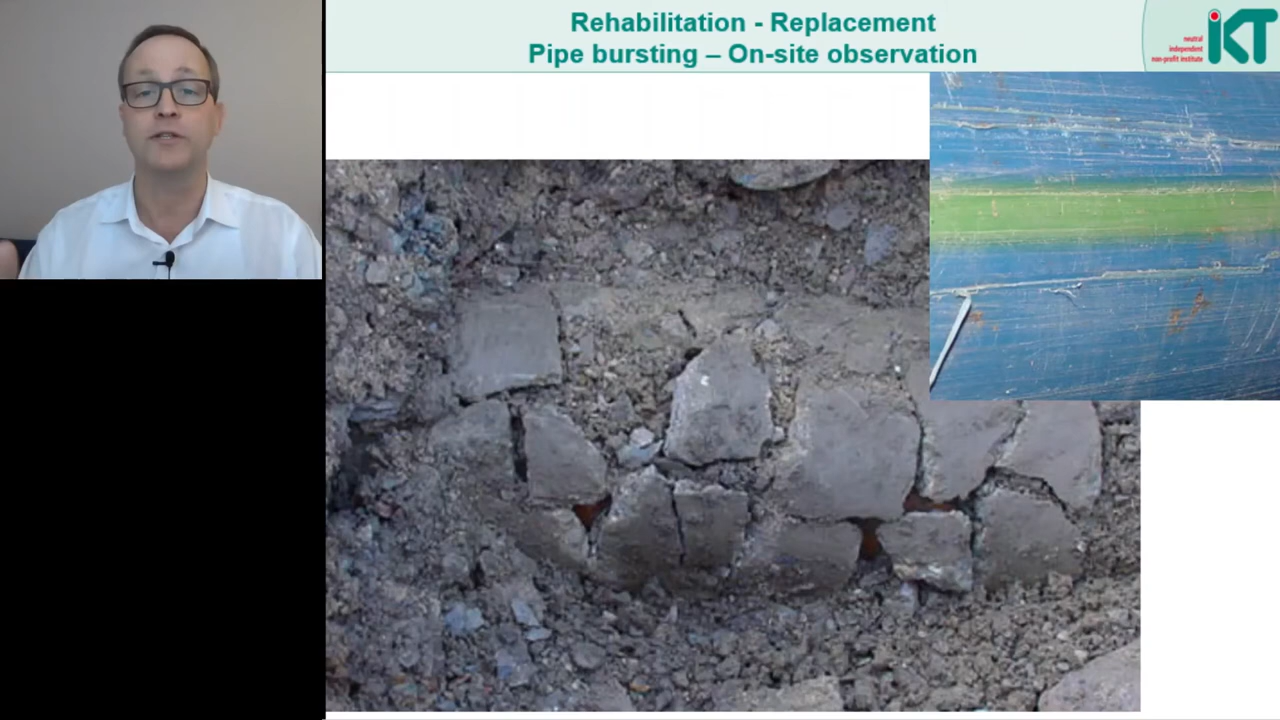 Rehabilitation - Replacement
Pipe bursting – On-site observation
neutral
independent
non-profit institute
iKT